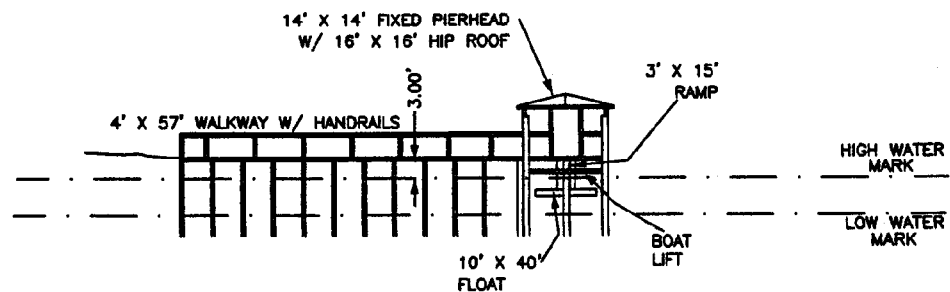 14' X 14' FIXED PIERHEAD
W/ 16' X 16' HIP ROOF
3' X 15'
RAMP
3.00'
4' X 57' WALKWAY W/ HANDRAILS
HIGH WATER
MARK
LOW WATER
MARK
BOAT
LIFT
10' X 40'
FLOAT